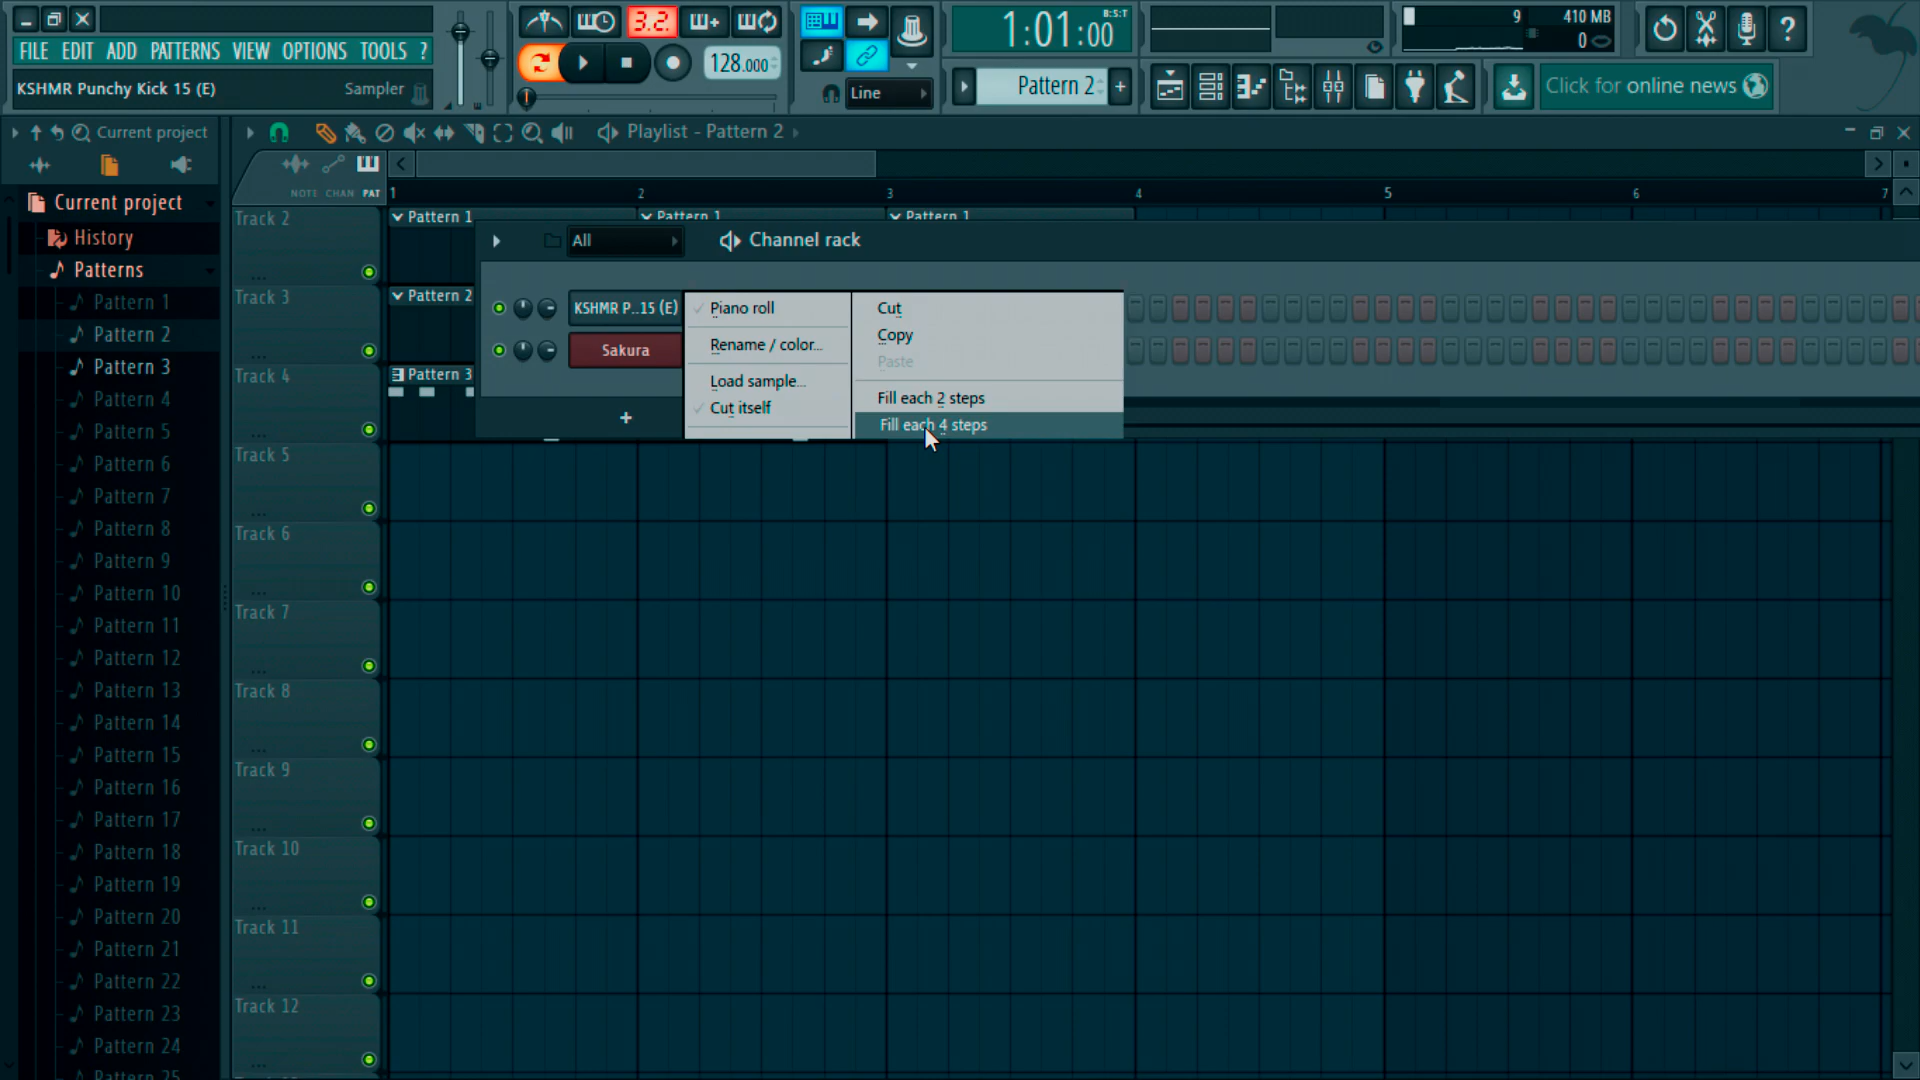 FILE EDIT ADD PATTERNS VIEW OPTIONS TOOLS ?
KSHMR Punchy Kick 15 (E) Sampler
3.2.
128.000
Line
1:01:00
B:S:T
Pattern 2
+
9
410 MB
0
?
Click for online news
Current project
Playlist - Pattern 2
NOTE CHAN PAT
1 2 3 4 5 6 7
Current project
History
Patterns
Pattern 1
Pattern 2
Pattern 3
Pattern 4
Pattern 5
Pattern 6
Pattern 7
Pattern 8
Pattern 9
Pattern 10
Pattern 11
Pattern 12
Pattern 13
Pattern 14
Pattern 15
Pattern 16
Pattern 17
Pattern 18
Pattern 19
Pattern 20
Pattern 21
Pattern 22
Pattern 23
Pattern 24
Pattern 25
Track 2
Track 3
Track 4
Track 5
Track 6
Track 7
Track 8
Track 9
Track 10
Track 11
Track 12
Pattern 1 Pattern 1 Pattern 1
Pattern 2
Pattern 3
All
Channel rack
KSHMR P..15 (E)
Sakura
+
Piano roll
Rename / color...
Load sample...
Cut itself
Cut
Copy
Paste
Fill each 2 steps
Fill each 4 steps